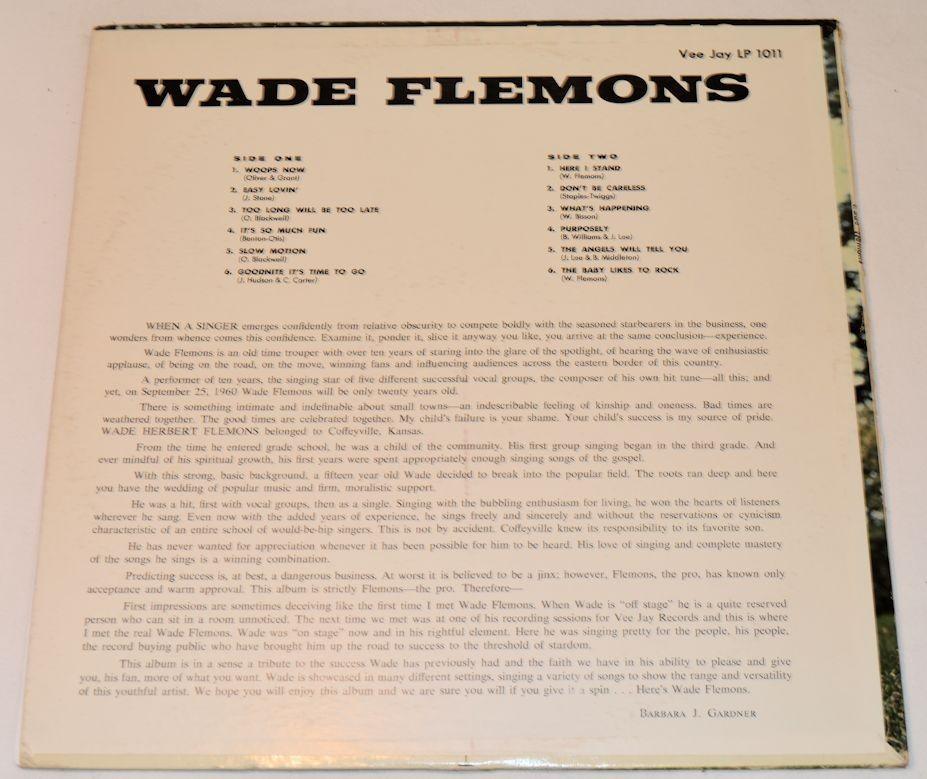 Vee Jay LP 1011
WADE FLEMONS
SIDE ONE
1. WOOPS NOW
(Oliver & Grant)
2. EASY LOVIN'
(J. Stone)
3. TOO LONG WILL BE TOO LATE
(O. Blackwell)
4. IT'S SO MUCH FUN
(Benton-Otis)
5. SLOW MOTION
(O. Blackwell)
6. GOODNITE IT'S TIME TO GO
(J. Hudson & C. Carter)
SIDE TWO
1. HERE I STAND
(W. Flemons)
2. DON'T BE CARELESS
(Staples-Twiggs)
3. WHAT'S HAPPENING
(W. Bisson)
4. PURPOSELY
(B. Williams & J. Lee)
5. THE ANGELS WILL TELL YOU
(J. Lee & B. Middleton)
6. THE BABY LIKES TO ROCK
(W. Flemons)
WHEN A SINGER emerges confidently from relative obscurity to compete boldly with the seasoned starbearers in the business, one
wonders from whence comes this confidence. Examine it, ponder it, slice it anyway you like, you arrive at the same conclusion—experience.
Wade Flemons is an old time trouper with over ten years of staring into the glare of the spotlight, of hearing the wave of enthusiastic
applause, of being on the road, on the move, winning fans and influencing audiences across the eastern border of this country.
A performer of ten years, the singing star of five different successful vocal groups, the composer of his own hit tune—all this; and
yet, on September 25, 1960 Wade Flemons will be only twenty years old.
There is something intimate and indefinable about small towns—an indescribable feeling of kinship and oneness. Bad times are
weathered together. The good times are celebrated together. My child's failure is your shame. Your child's success is my source of pride.
WADE HERBERT FLEMONS belonged to Coffeyville, Kansas.
From the time he entered grade school, he was a child of the community. His first group singing began in the third grade. And
ever mindful of his spiritual growth, his first years were spent appropriately enough singing songs of the gospel.
With this strong, basic background, a fifteen year old Wade decided to break into the popular field. The roots ran deep and here
you have the wedding of popular music and firm, moralistic support.
He was a hit, first with vocal groups, then as a single. Singing with the bubbling enthusiasm for living, he won the hearts of listeners
wherever he sang. Even now with the added years of experience, he sings freely and sincerely and without the reservations or cynicism
characteristic of an entire school of would-be-hip singers. This is not by accident. Coffeyville knew its responsibility to its favorite son.
He has never wanted for appreciation whenever it has been possible for him to be heard. His love of singing and complete mastery
of the songs he sings is a winning combination.
Predicting success is, at best, a dangerous business. At worst it is believed to be a jinx; however, Flemons, the pro, has known only
acceptance and warm approval. This album is strictly Flemons—the pro. Therefore—
First impressions are sometimes deceiving like the first time I met Wade Flemons. When Wade is "off stage" he is a quite reserved
person who can sit in a room unnoticed. The next time we met was at one of his recording sessions for Vee Jay Records and this is where
I met the real Wade Flemons. Wade was "on stage" now and in his rightful element. Here he was singing pretty for the people, his people,
the record buying public who have brought him up the road to success to the threshold of stardom.
This album is in a sense a tribute to the success Wade has previously had and the faith we have in his ability to please and give
you, his fan, more of what you want. Wade is showcased in many different settings, singing a variety of songs to show the range and versatility
of this youthful artist. We hope you will enjoy this album and we are sure you will if you give it a spin . . . Here's Wade Flemons.
BARBARA J. GARDNER